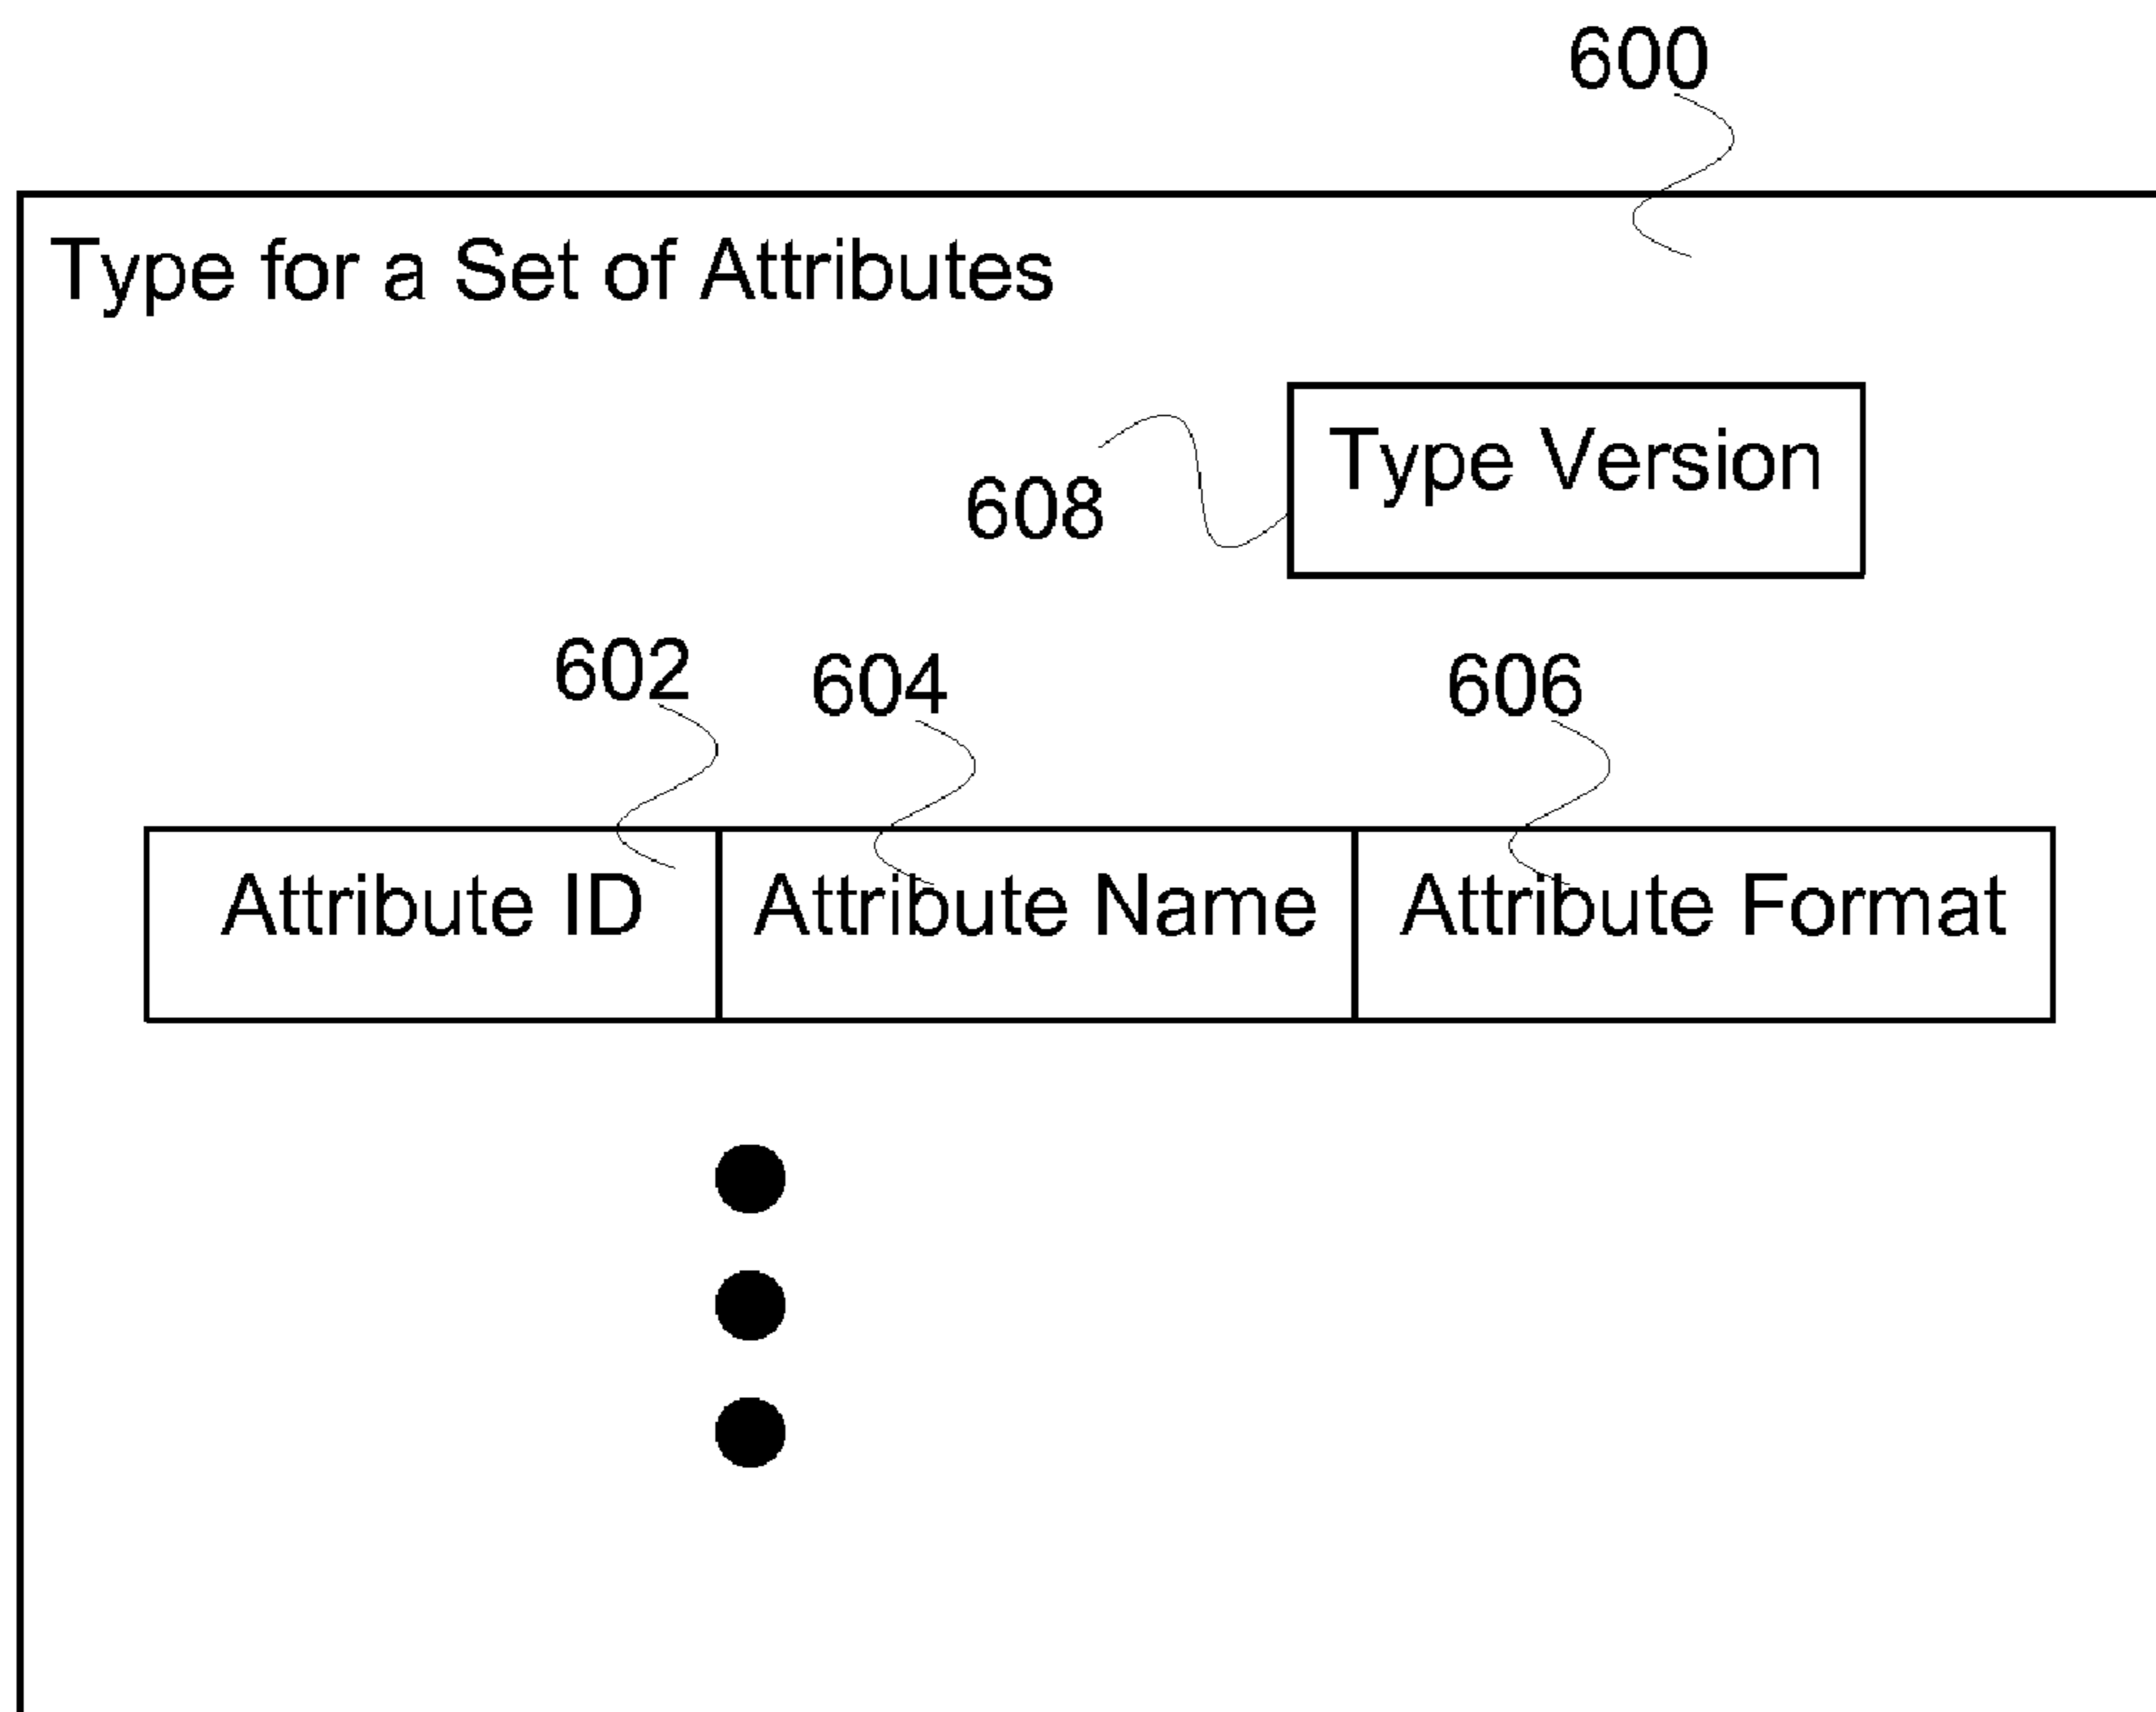 600
Type for a Set of Attributes
Type Version
608
602
604
606
Attribute ID
Attribute Name
Attribute Format